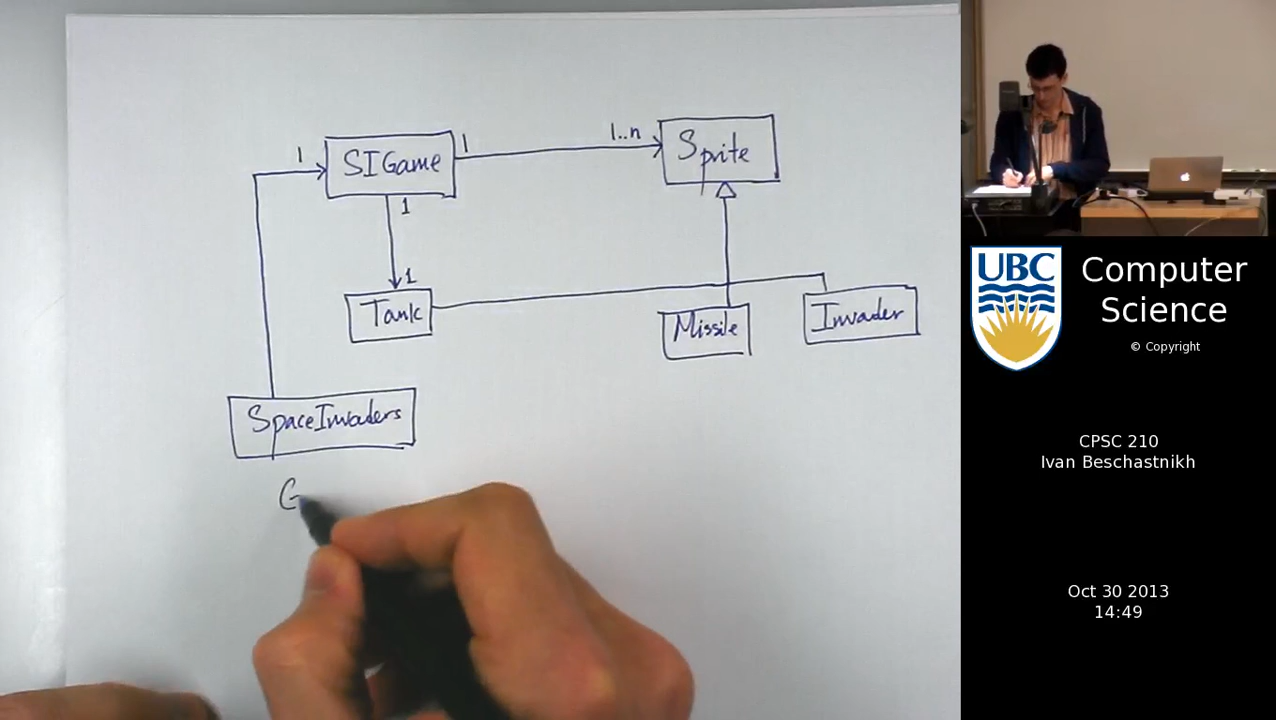 1
SIGame
1
1..n
Sprite
1
1
Tank
Missile
Invader
SpaceInvaders
G
UBC
Computer
Science
© Copyright
CPSC 210
Ivan Beschastnikh
Oct 30 2013
14:49